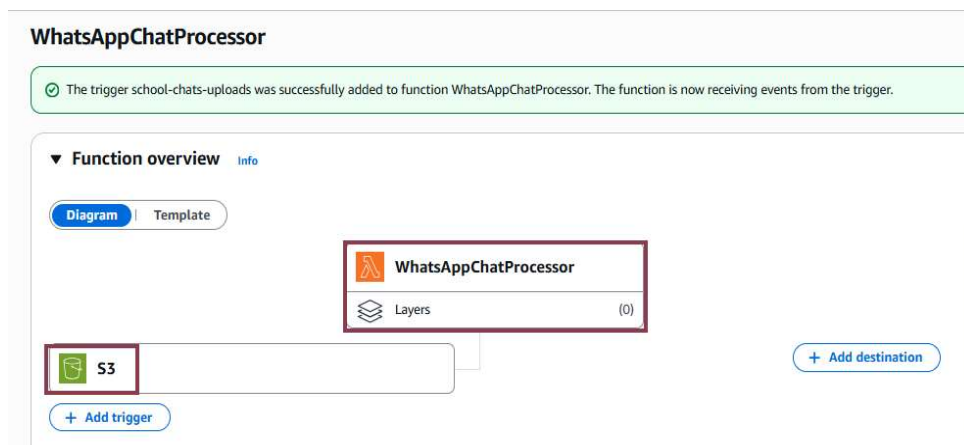 WhatsAppChatProcessor
The trigger school-chats-uploads was successfully added to function WhatsAppChatProcessor. The function is now receiving events from the trigger.
Function overview Info
Diagram Template
WhatsAppChatProcessor
Layers (0)
S3
+ Add destination
+ Add trigger